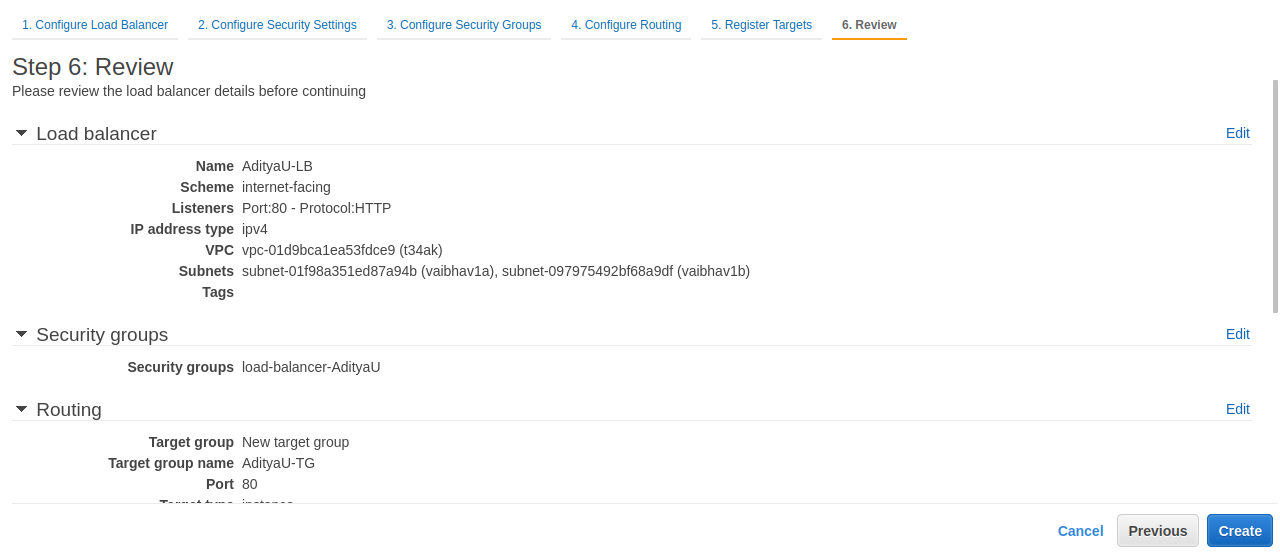 1. Configure Load Balancer 2. Configure Security Settings 3. Configure Security Groups 4. Configure Routing 5. Register Targets 6. Review
Step 6: Review
Please review the load balancer details before continuing
Load balancer Edit
Name AdityaU-LB
Scheme internet-facing
Listeners Port:80 - Protocol:HTTP
IP address type ipv4
VPC vpc-01d9bca1ea53fdce9 (t34ak)
Subnets subnet-01f98a351ed87a94b (vaibhav1a), subnet-097975492bf68a9df (vaibhav1b)
Tags
Security groups Edit
Security groups load-balancer-AdityaU
Routing Edit
Target group New target group
Target group name AdityaU-TG
Port 80
Target type instance
Cancel Previous Create